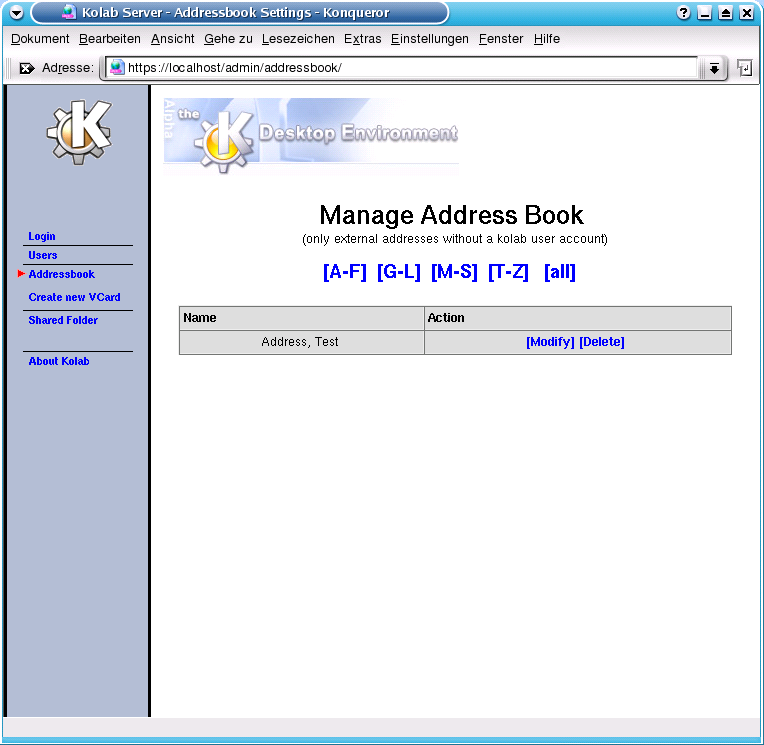 Kolab Server - Addressbook Settings - Konqueror
Dokument Bearbeiten Ansicht Gehe zu Lesezeichen Extras Einstellungen Fenster Hilfe
Adresse: https://localhost/admin/addressbook/
Alpha
the
K Desktop Environment
Login
Users
Addressbook
Create new VCard
Shared Folder
About Kolab
Manage Address Book
(only external addresses without a kolab user account)
[A-F] [G-L] [M-S] [T-Z] [all]
Name Action
Address, Test [Modify] [Delete]